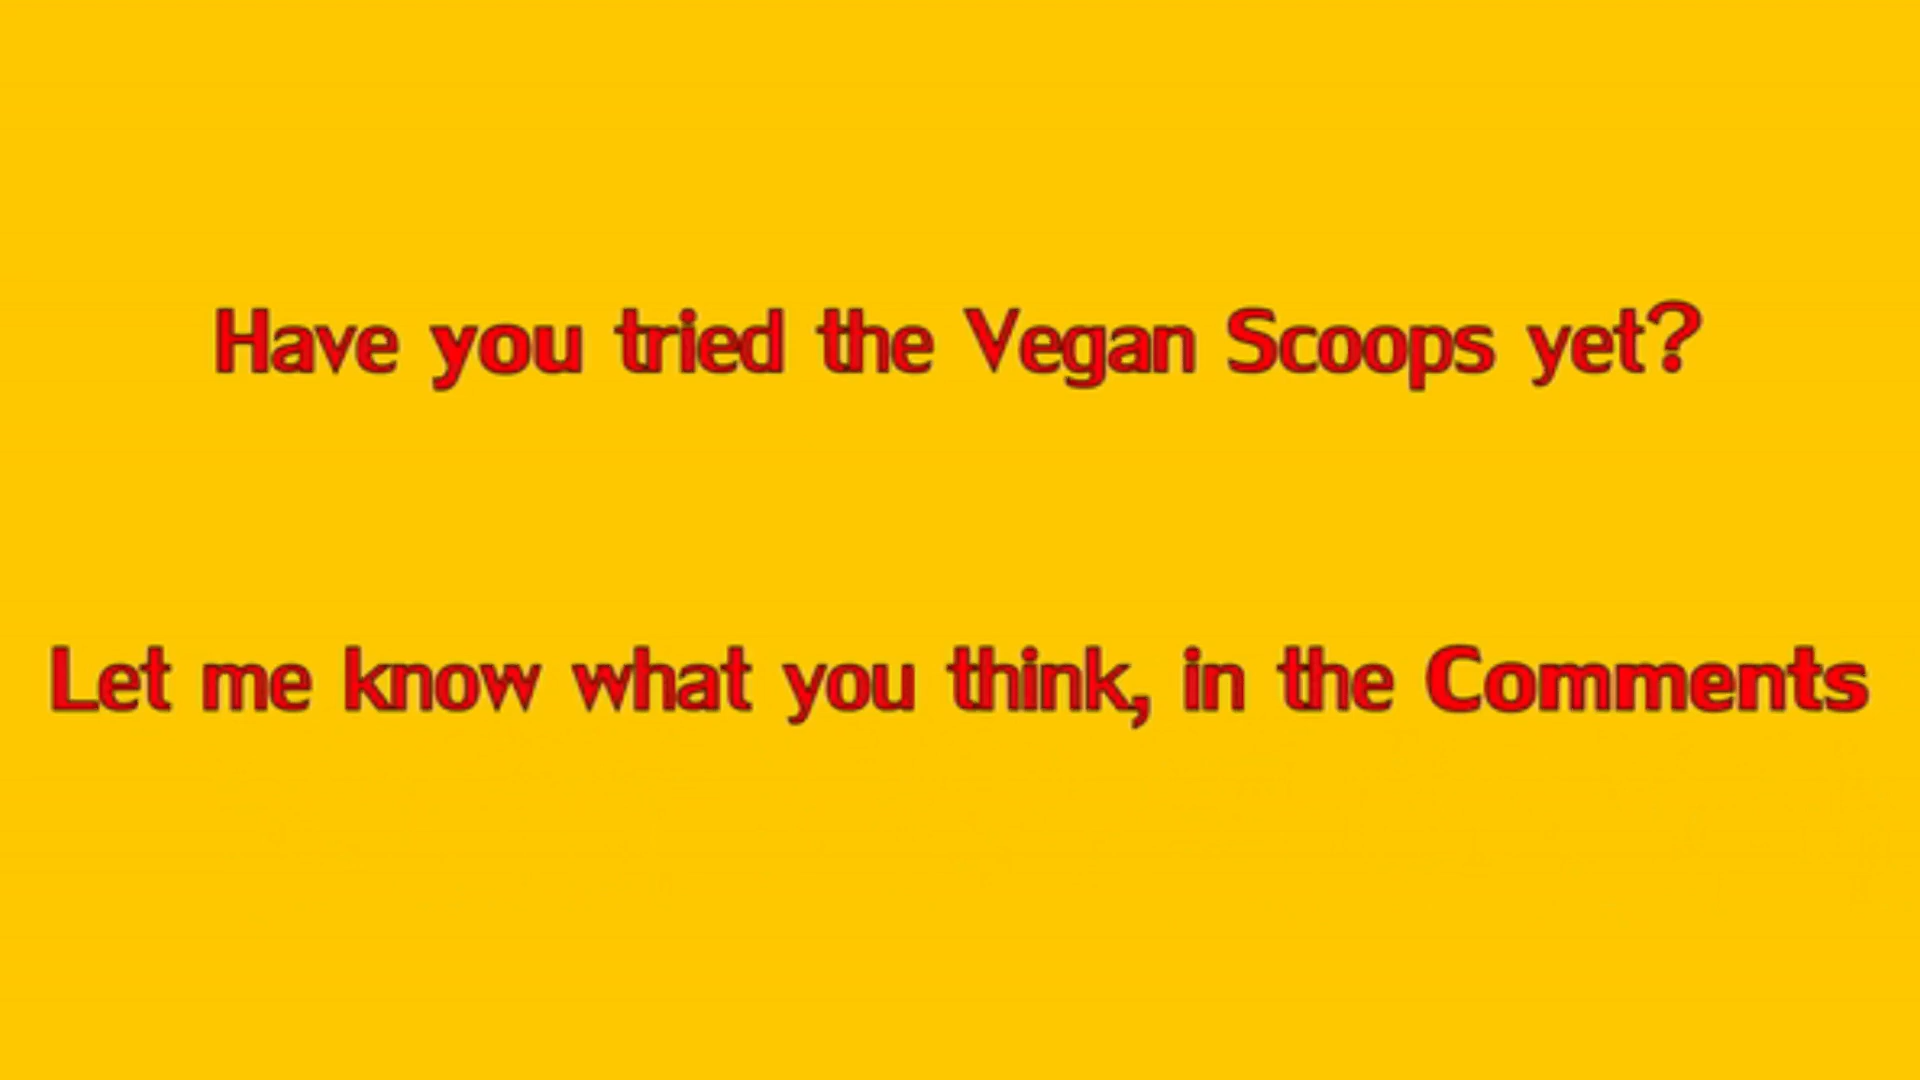 Have you tried the Vegan Scoops yet?
Let me know what you think, in the Comments